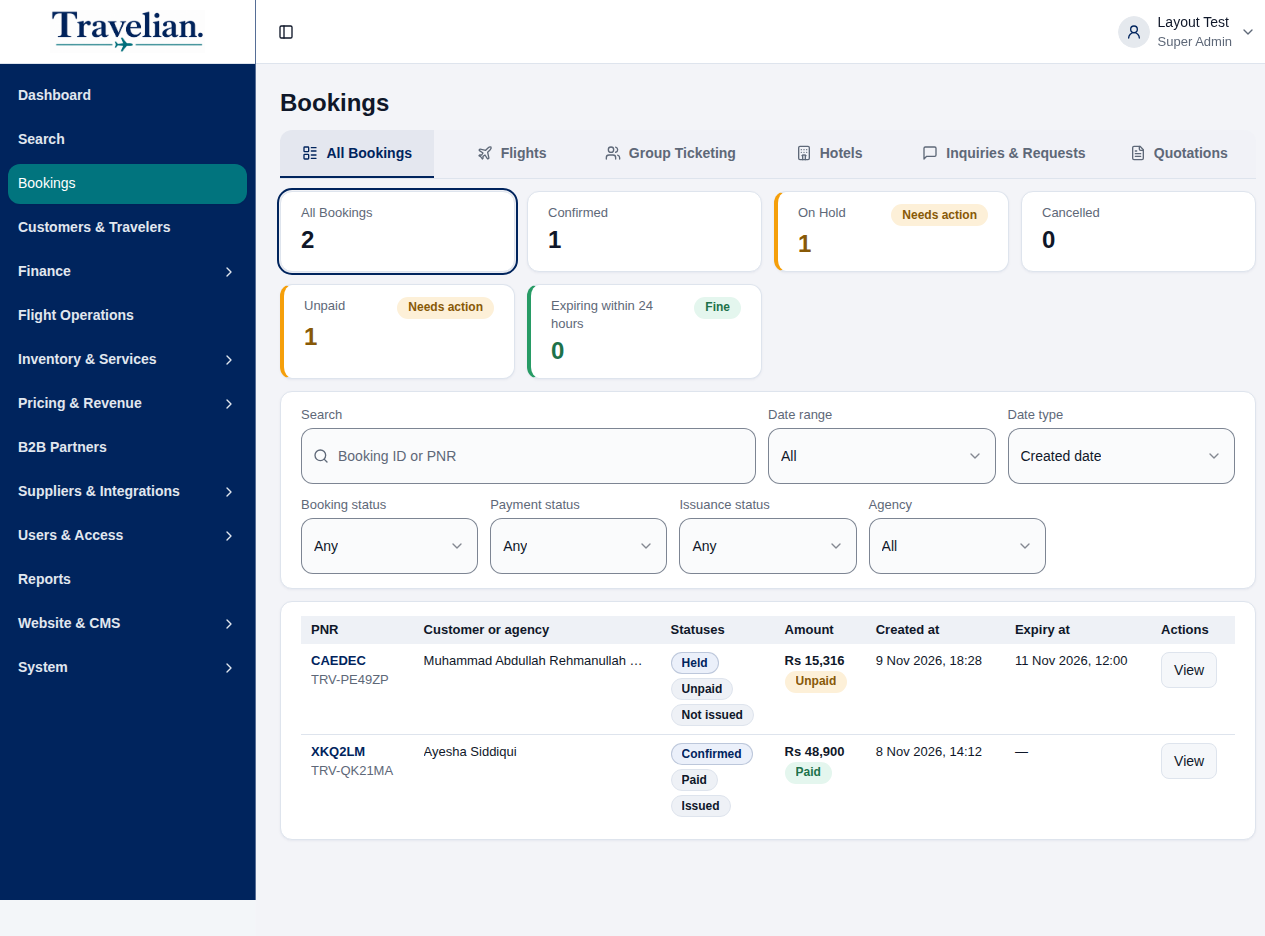 Travelian.
Layout Test
Super Admin
Dashboard
Search
Bookings
Customers & Travelers
Finance
Flight Operations
Inventory & Services
Pricing & Revenue
B2B Partners
Suppliers & Integrations
Users & Access
Reports
Website & CMS
System
Bookings
All Bookings Flights Group Ticketing Hotels Inquiries & Requests Quotations
All Bookings
2
Confirmed
1
On Hold Needs action
1
Cancelled
0
Unpaid Needs action
1
Expiring within 24 Fine
hours
0
Search Date range Date type
Booking ID or PNR All Created date
Booking status Payment status Issuance status Agency
Any Any Any All
PNR Customer or agency Statuses Amount Created at Expiry at Actions
CAEDEC Muhammad Abdullah Rehmanullah … Held Rs 15,316 9 Nov 2026, 18:28 11 Nov 2026, 12:00 View
TRV-PE49ZP Unpaid Unpaid
Not issued
XKQ2LM Ayesha Siddiqui Confirmed Rs 48,900 8 Nov 2026, 14:12 — View
TRV-QK21MA Paid Paid
Issued